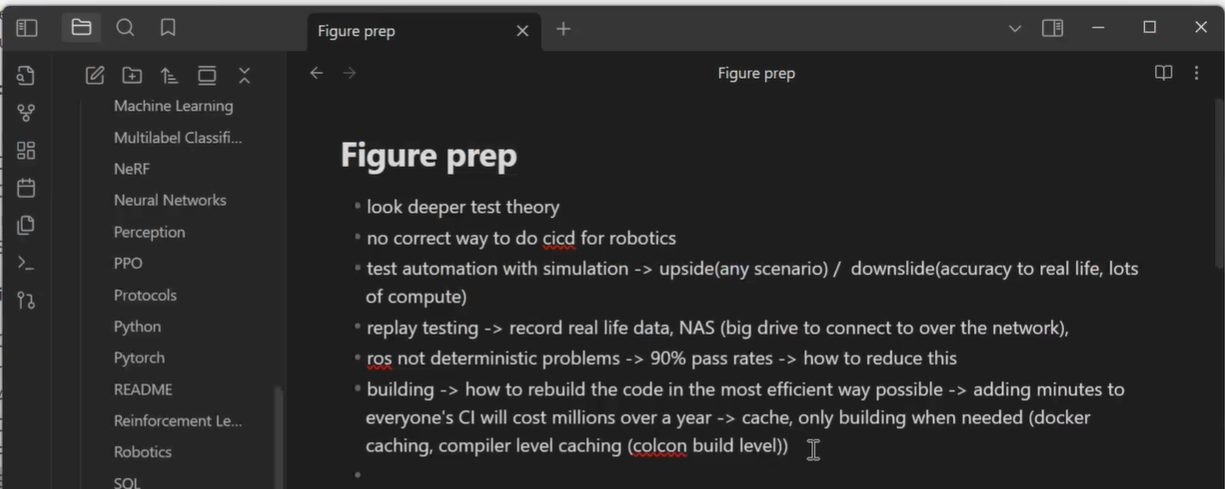 Figure prep
Figure prep
Machine Learning
Multilabel Classifi...
NeRF
Neural Networks
Perception
PPO
Protocols
Python
Pytorch
README
Reinforcement Le...
Robotics
SQL
Figure prep
look deeper test theory
no correct way to do cicd for robotics
test automation with simulation -> upside(any scenario) / downslide(accuracy to real life, lots
of compute)
replay testing -> record real life data, NAS (big drive to connect to over the network),
ros not deterministic problems -> 90% pass rates -> how to reduce this
building -> how to rebuild the code in the most efficient way possible -> adding minutes to
everyone's CI will cost millions over a year -> cache, only building when needed (docker
caching, compiler level caching (colcon build level))